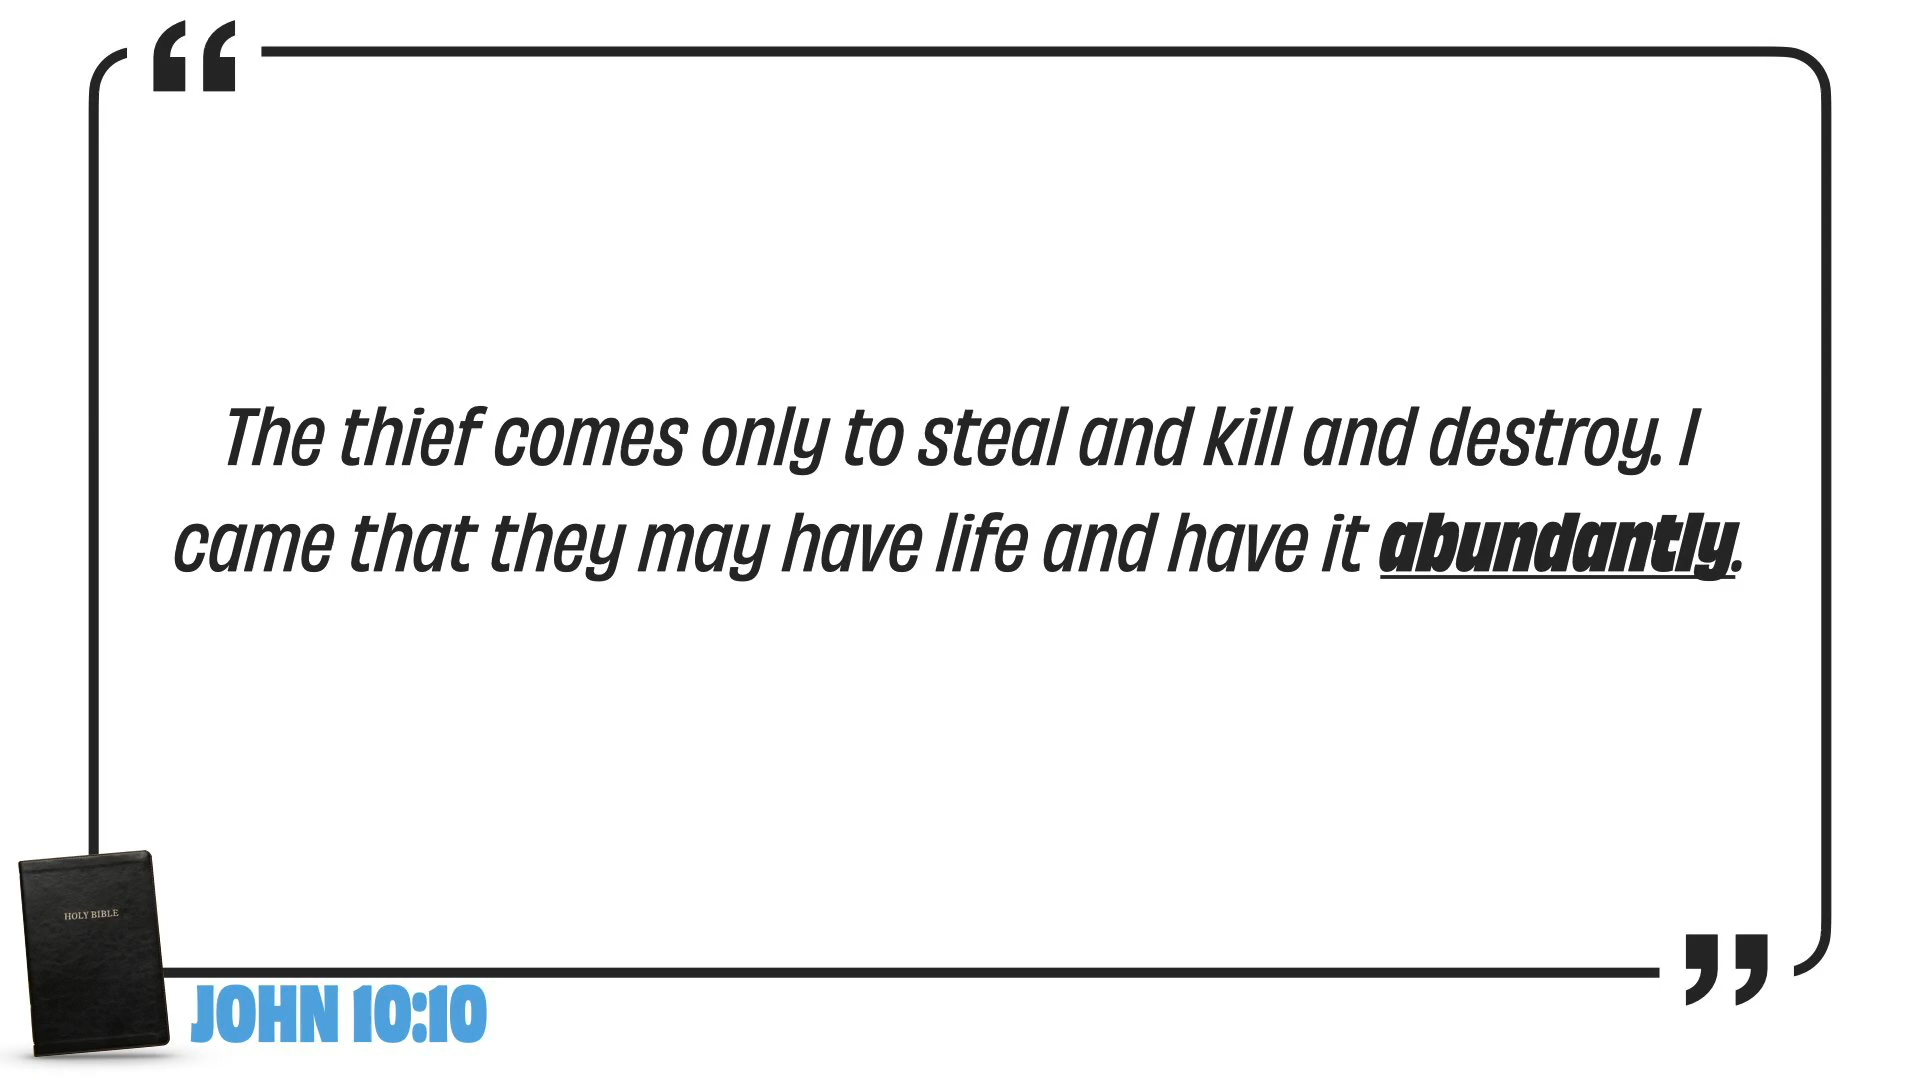 “
The thief comes only to steal and kill and destroy. I
came that they may have life and have it abundantly.
”
HOLY BIBLE
JOHN 10:10